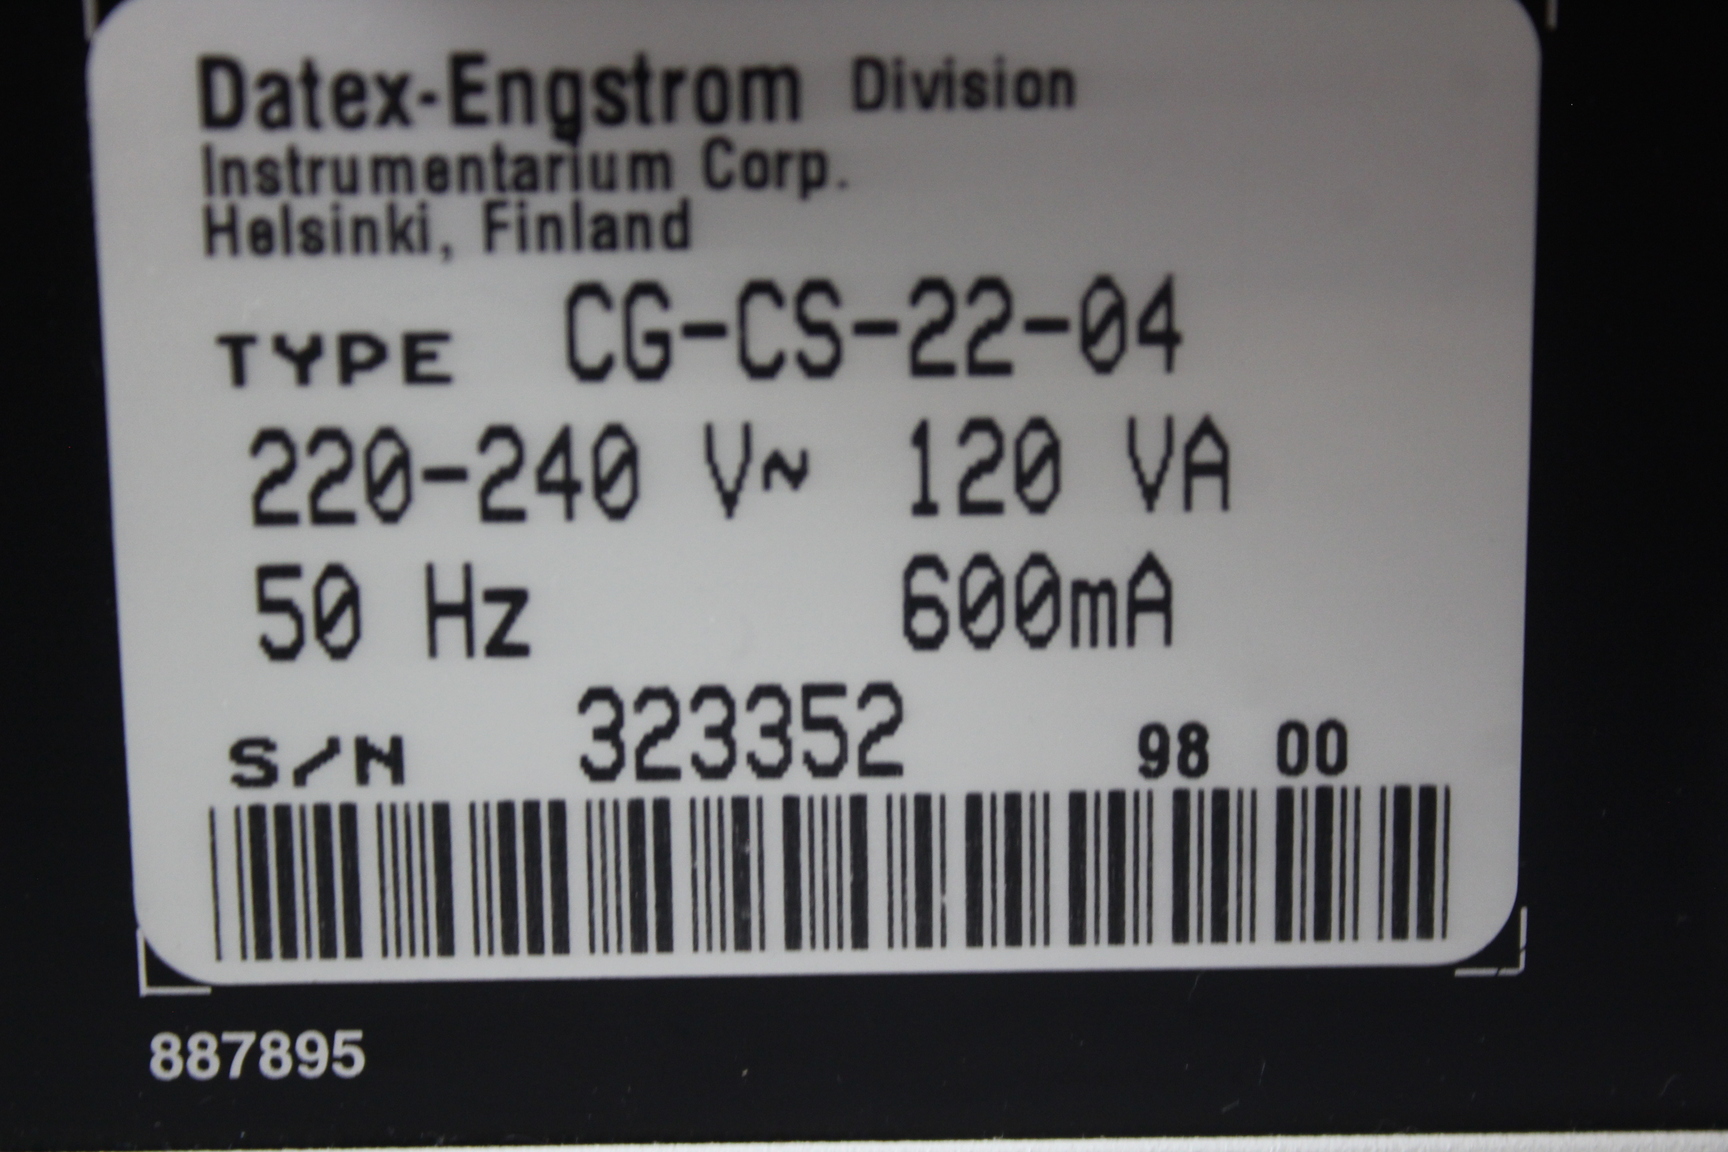 Datex-Engstrom Division
Instrumentarium Corp.
Helsinki, Finland
TYPE CG-CS-22-04
220-240 V~ 120 VA
50 Hz 600mA
S/N 323352 98 00
887895